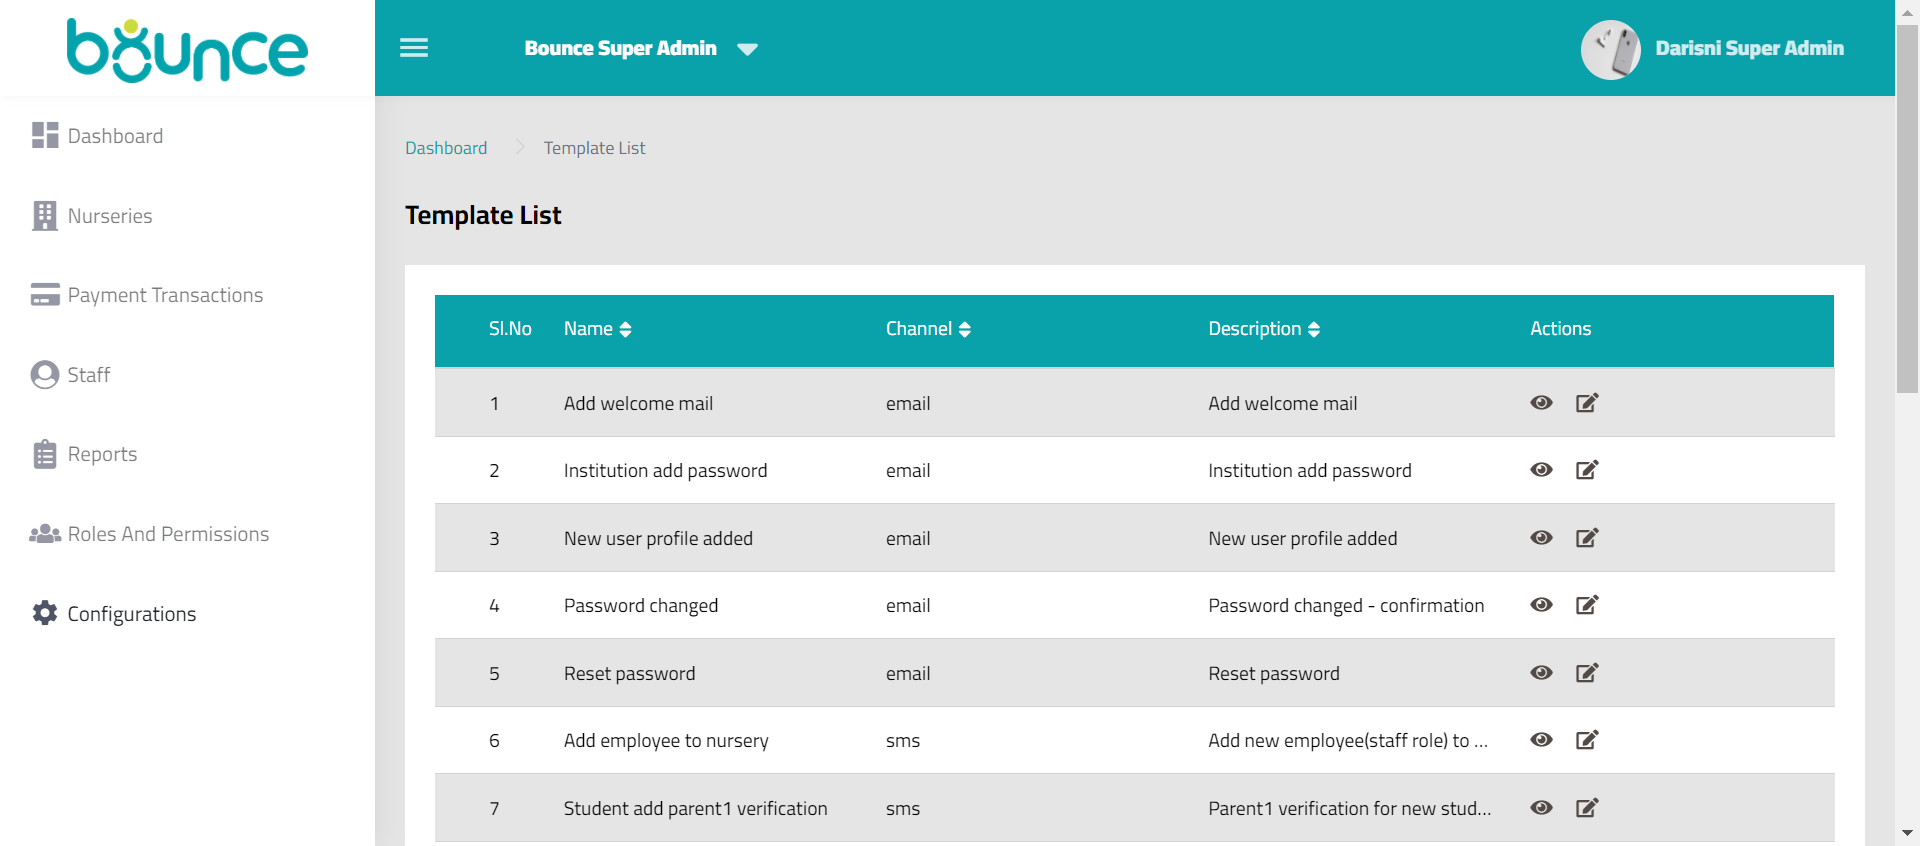 bounce
Bounce Super Admin
Darisni Super Admin
Dashboard
Nurseries
Payment Transactions
Staff
Reports
Roles And Permissions
Configurations
Dashboard Template List
Template List
Sl.No Name Channel Description Actions
1 Add welcome mail email Add welcome mail
2 Institution add password email Institution add password
3 New user profile added email New user profile added
4 Password changed email Password changed - confirmation
5 Reset password email Reset password
6 Add employee to nursery sms Add new employee(staff role) to ...
7 Student add parent1 verification sms Parent1 verification for new stud...